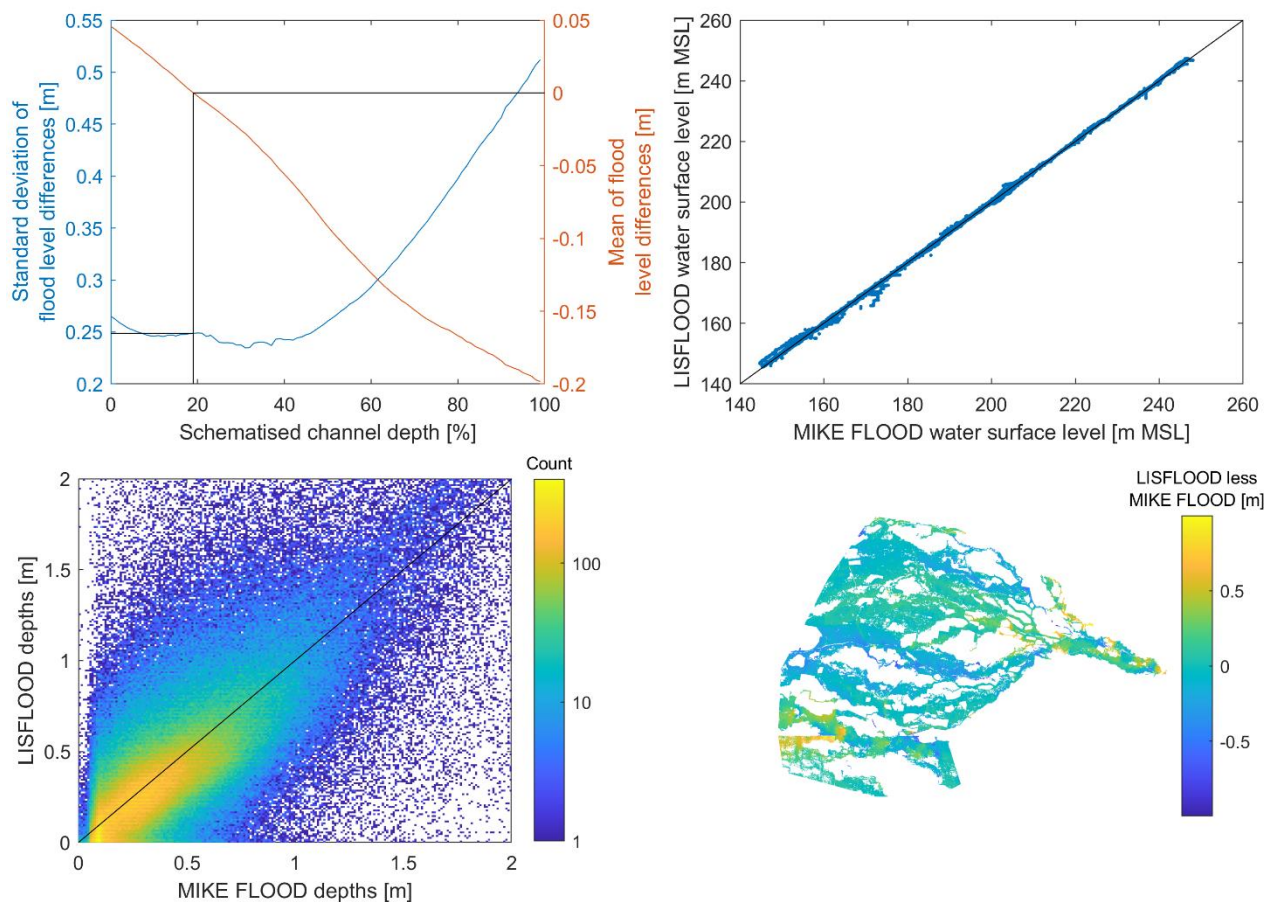 0.55
0.5
0.45
0.4
0.35
0.3
0.25
0.2
Standard deviation of
flood level differences [m]
0.05
0
-0.05
-0.1
-0.15
-0.2
Mean of flood
level differences [m]
0 20 40 60 80 100
Schematised channel depth [%]
260
240
220
200
180
160
140
LISFLOOD water surface level [m MSL]
140 160 180 200 220 240 260
MIKE FLOOD water surface level [m MSL]
2
1.5
1
0.5
0
LISFLOOD depths [m]
0 0.5 1 1.5 2
MIKE FLOOD depths [m]
Count
100
10
1
LISFLOOD less
MIKE FLOOD [m]
0.5
0
-0.5